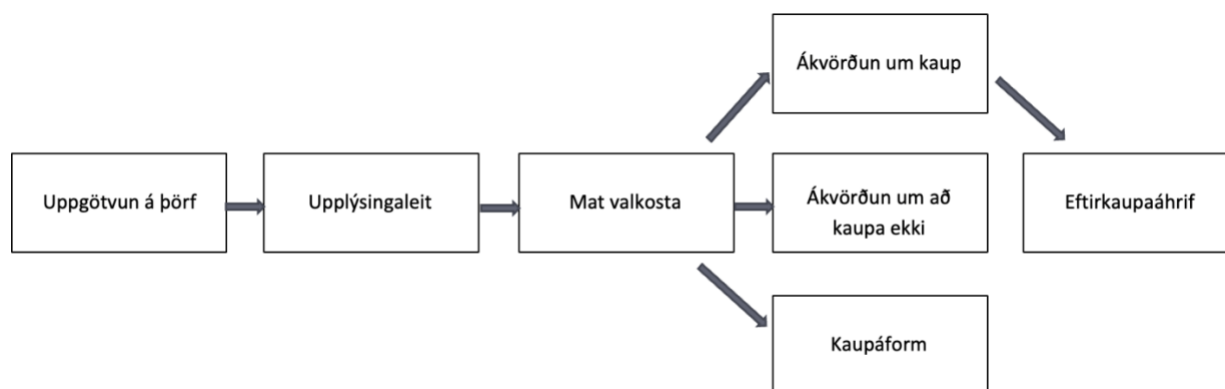 Uppgötvun á þörf
Upplýsingaleit
Mat valkosta
Ákvörðun um kaup
Ákvörðun um að
kaupa ekki
Kaupáform
Eftirkaupaáhrif